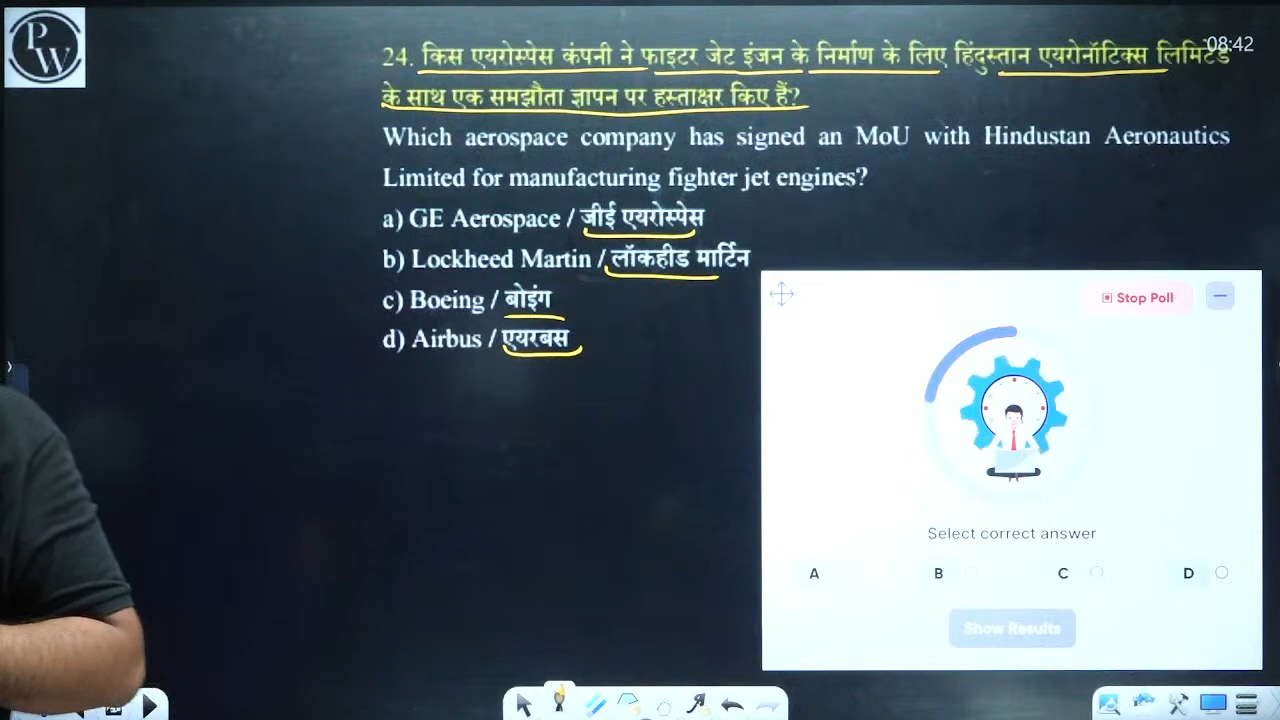 PW
08:42
24. किस एयरोस्पेस कंपनी ने फाइटर जेट इंजन के निर्माण के लिए हिंदुस्तान एयरोनॉटिक्स लिमिटेड
के साथ एक समझौता ज्ञापन पर हस्ताक्षर किए हैं?
Which aerospace company has signed an MoU with Hindustan Aeronautics
Limited for manufacturing fighter jet engines?
a) GE Aerospace / जीई एयरोस्पेस
b) Lockheed Martin / लॉकहीड मार्टिन
c) Boeing / बोइंग
d) Airbus / एयरबस
Stop Poll
Select correct answer
A B C D
Show Results